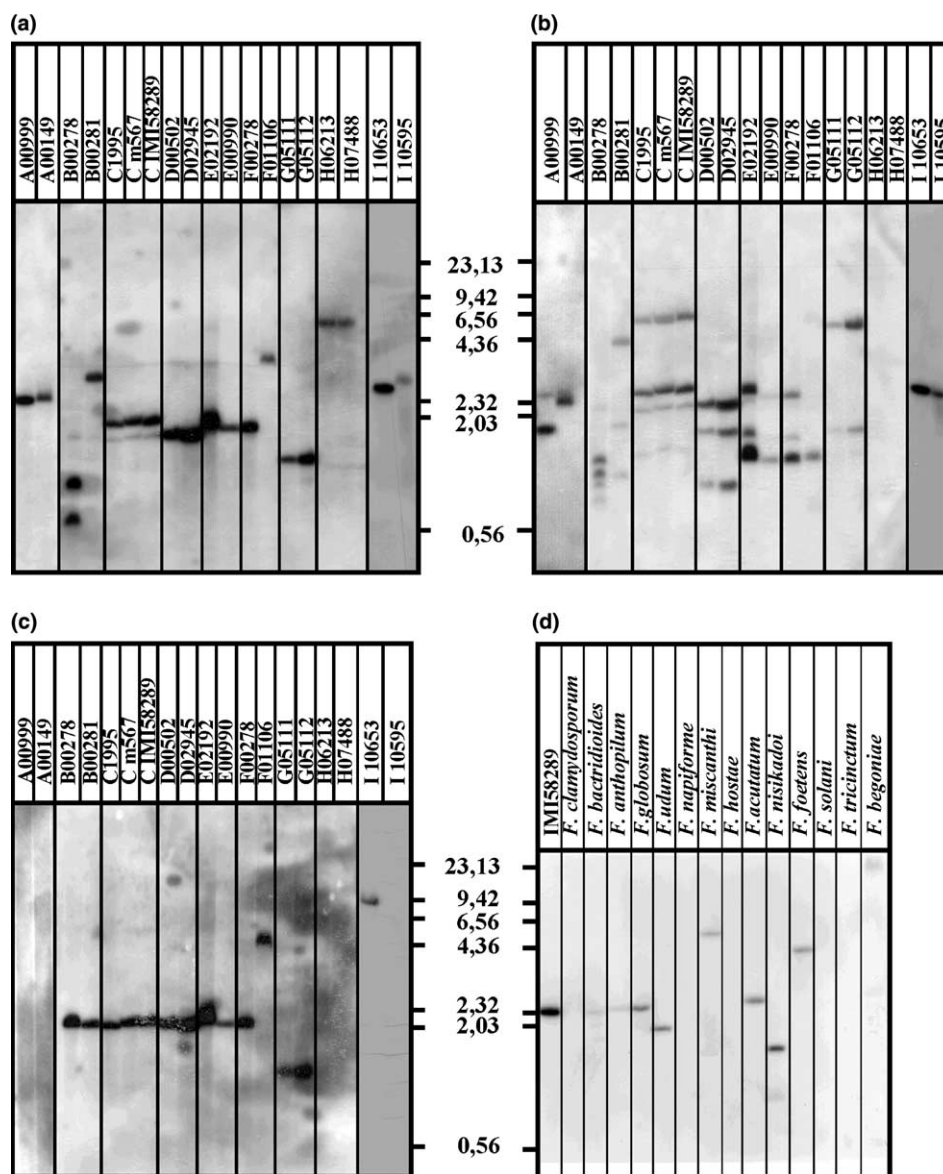 (a)
A00999
A00149
B00278
B00281
C1995
C m567
C IMI58289
D00502
D02945
E02192
E00990
F00278
F01106
G05111
G05112
H06213
H07488
I 10653
I 10595
23,13
9,42
6,56
4,36
2,32
2,03
0,56
(b)
A00999
A00149
B00278
B00281
C1995
C m567
C IMI58289
D00502
D02945
E02192
E00990
F00278
F01106
G05111
G05112
H06213
H07488
I 10653
I 10595
(c)
A00999
A00149
B00278
B00281
C1995
C m567
C IMI58289
D00502
D02945
E02192
E00990
F00278
F01106
G05111
G05112
H06213
H07488
I 10653
I 10595
23,13
9,42
6,56
4,36
2,32
2,03
0,56
(d)
IMI58289
F. clamydosporum
F. bactridioides
F. anthopilum
F.globosum
F. udum
F. napiforme
F. miscanthi
F. hostae
F.acutatum
F. nisikadoi
F. foetens
F. solani
F. tricinctum
F. begoniae